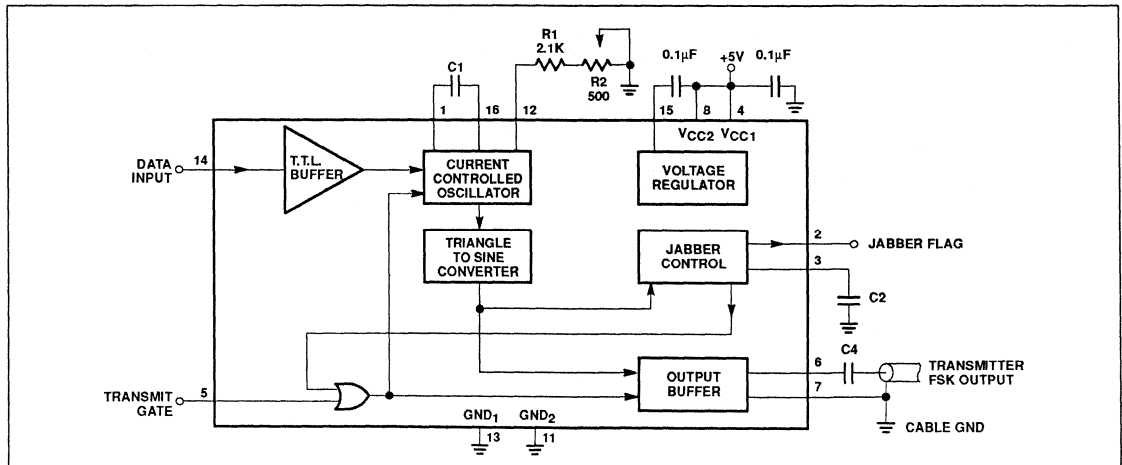 R1
2.1K
R2
500
C1
0.1µF
+5V
0.1µF
1
16
12
15
8
4
VCC2
VCC1
DATA
INPUT
14
T.T.L.
BUFFER
CURRENT
CONTROLLED
OSCILLATOR
VOLTAGE
REGULATOR
TRIANGLE
TO SINE
CONVERTER
JABBER
CONTROL
2
JABBER FLAG
3
C2
TRANSMIT
GATE
5
OUTPUT
BUFFER
6
C4
7
TRANSMITTER
FSK OUTPUT
CABLE GND
GND1
13
GND2
11